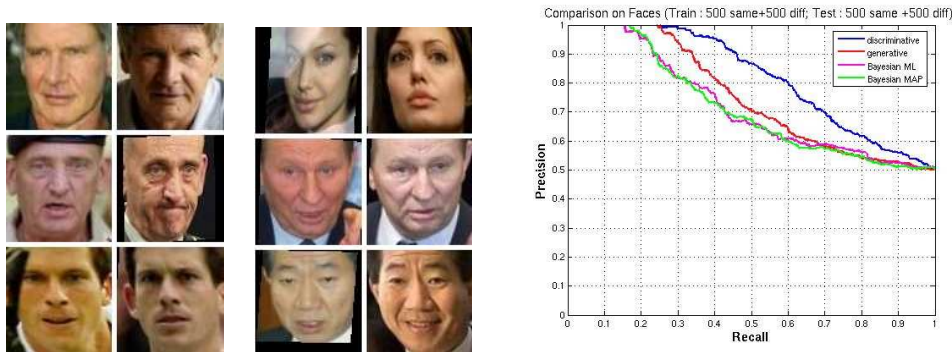 Comparison on Faces (Train : 500 same+500 diff; Test : 500 same +500 diff)
1
0.9
0.8
0.7
0.6
0.5
0.4
0.3
0.2
0.1
0
Precision
discriminative
generative
Bayesian ML
Bayesian MAP
0 0.1 0.2 0.3 0.4 0.5 0.6 0.7 0.8 0.9 1
Recall